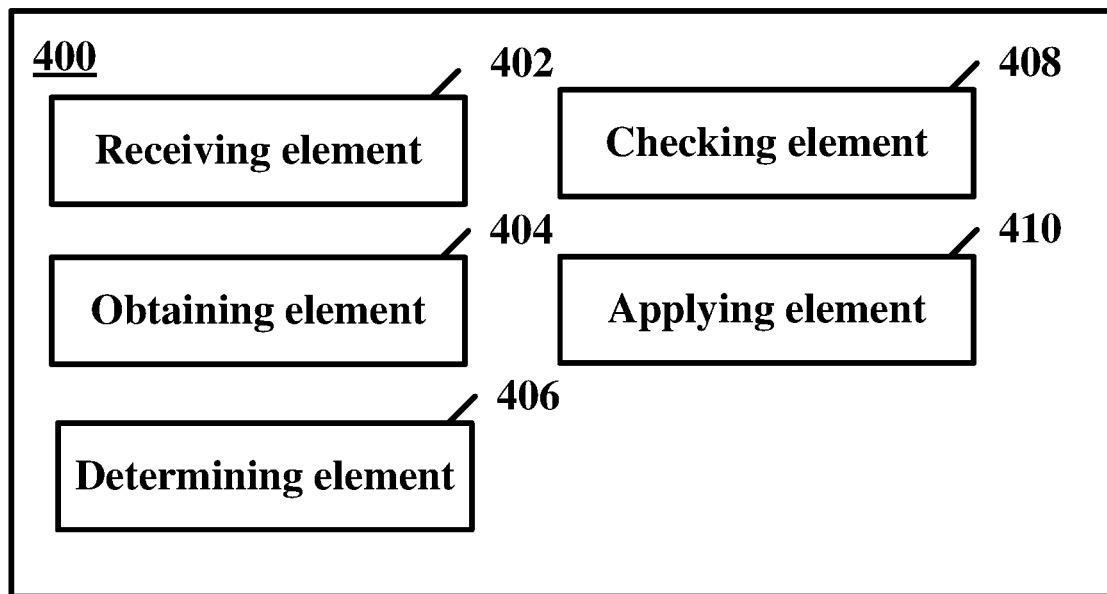 400
402
Receiving element
404
Obtaining element
406
Determining element
408
Checking element
410
Applying element